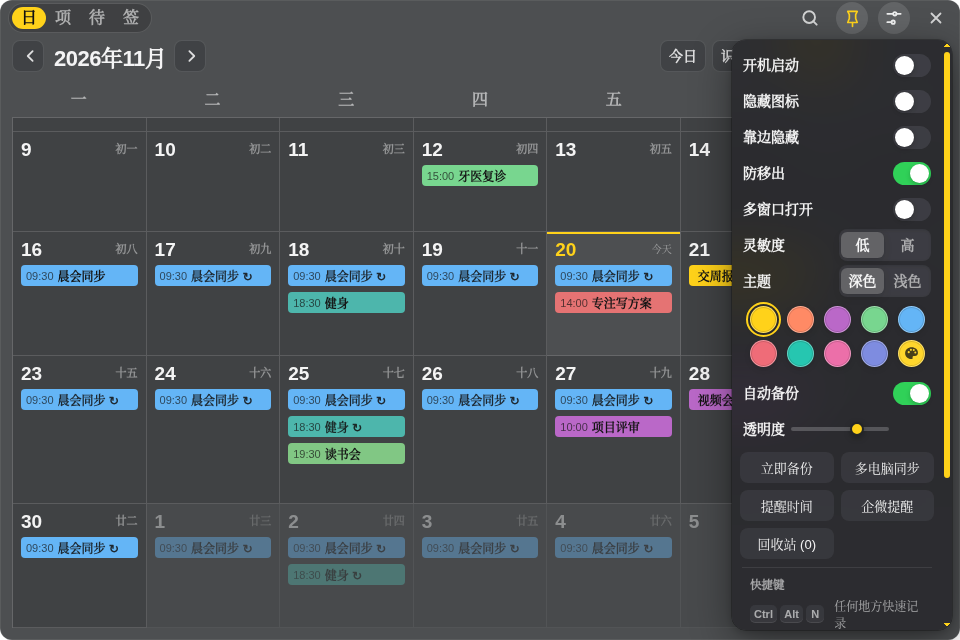 日 项 待 签
2026年11月
今日 识
一 二 三 四 五
9 初一 10 初二 11 初三 12 初四 13 初五 14
15:00 牙医复诊
16 初八 17 初九 18 初十 19 十一 20 今天 21
09:30 晨会同步 09:30 晨会同步 ↻ 09:30 晨会同步 ↻ 09:30 晨会同步 ↻ 09:30 晨会同步 ↻ 交周报
18:30 健身 14:00 专注写方案
23 十五 24 十六 25 十七 26 十八 27 十九 28
09:30 晨会同步 ↻ 09:30 晨会同步 ↻ 09:30 晨会同步 ↻ 09:30 晨会同步 ↻ 09:30 晨会同步 ↻ 视频会
18:30 健身 ↻ 10:00 项目评审
19:30 读书会
30 廿二 1 廿三 2 廿四 3 廿五 4 廿六 5
09:30 晨会同步 ↻ 09:30 晨会同步 ↻ 09:30 晨会同步 ↻ 09:30 晨会同步 ↻ 09:30 晨会同步 ↻
18:30 健身 ↻
开机启动
隐藏图标
靠边隐藏
防移出
多窗口打开
灵敏度 低 高
主题 深色 浅色
自动备份
透明度
立即备份 多电脑同步
提醒时间 企微提醒
回收站 (0)
快捷键
Ctrl Alt N 任何地方快速记
录